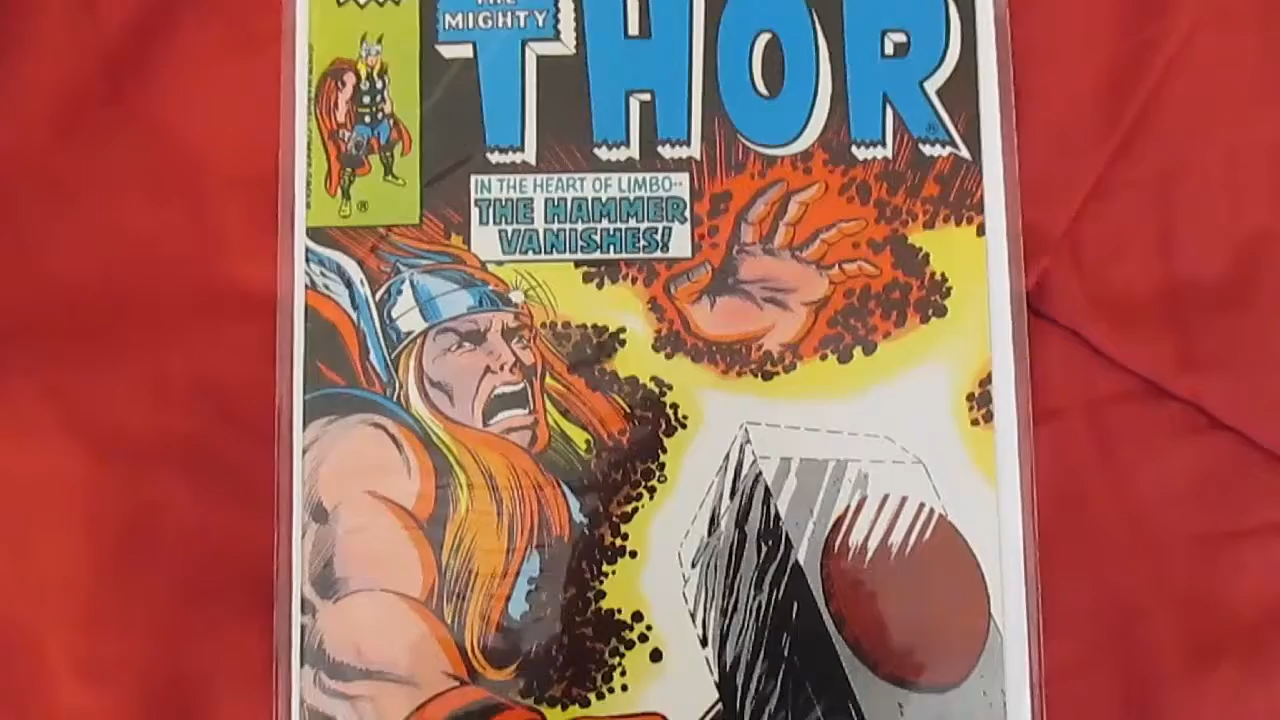 THE
MIGHTY
THOR
®
IN THE HEART OF LIMBO--
THE HAMMER
VANISHES!
®